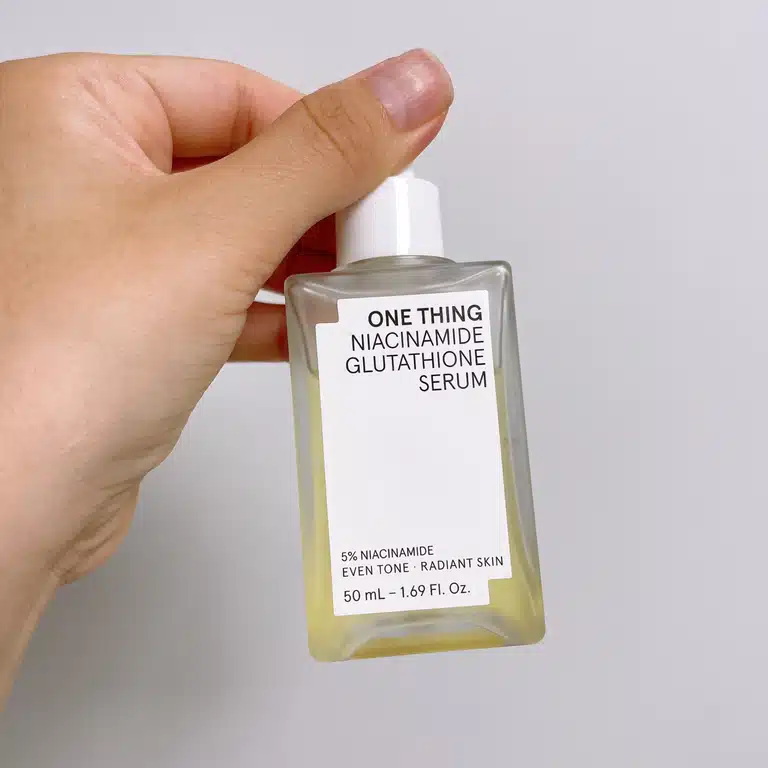 ONE THING
NIACINAMIDE
GLUTATHIONE
SERUM
5% NIACINAMIDE
EVEN TONE · RADIANT SKIN
50 mL – 1.69 Fl. Oz.